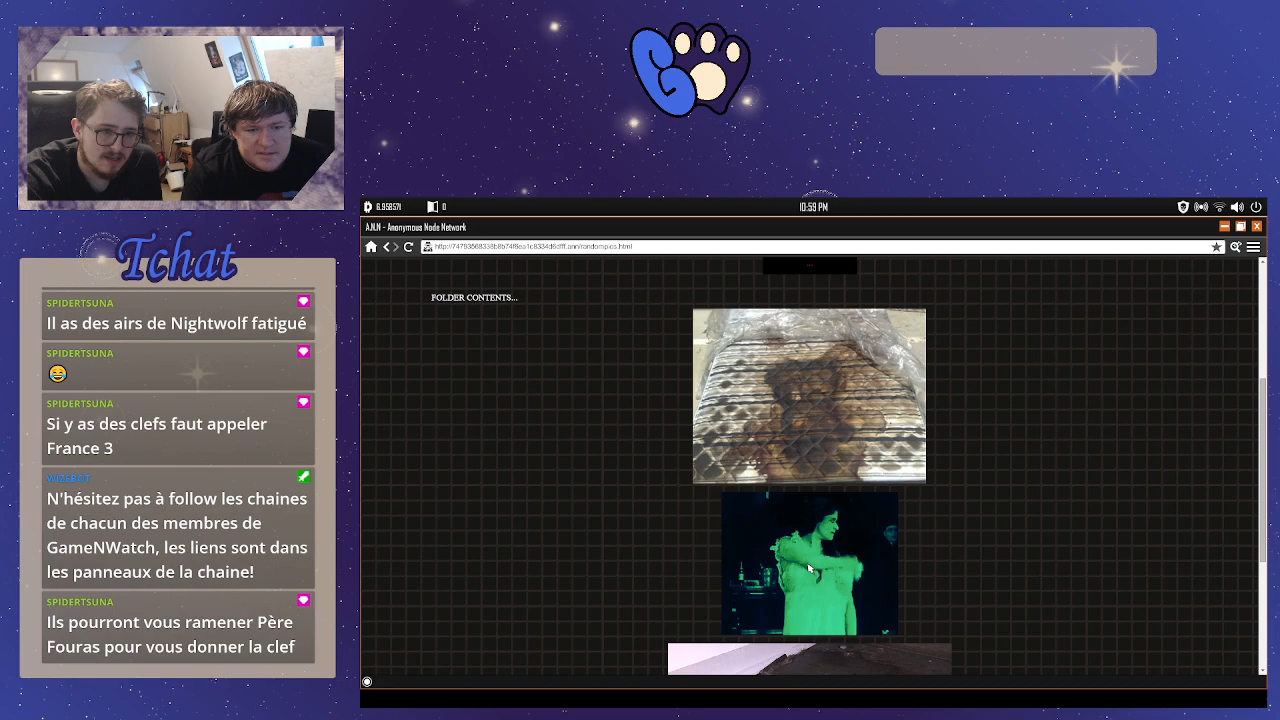 Tchat
SPIDERTSUNA
Il as des airs de Nightwolf fatigué
SPIDERTSUNA
😂
SPIDERTSUNA
Si y as des clefs faut appeler
France 3
WIZEBOT
N'hésitez pas à follow les chaines
de chacun des membres de
GameNWatch, les liens sont dans
les panneaux de la chaine!
SPIDERTSUNA
Ils pourront vous ramener Père
Fouras pour vous donner la clef
6.958571
0
10:59 PM
A.N.N - Anonymous Node Network
FOLDER CONTENTS...